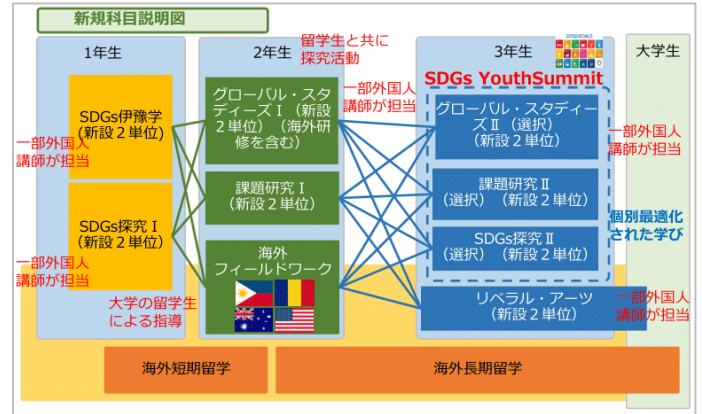 新規科目説明図
1年生
2年生
3年生
大学生
留学生と共に
探究活動
SDGs YouthSummit
SDGs伊豫学
(新設2単位)
一部外国人
講師が担当
SDGs探究Ⅰ
(新設2単位)
一部外国人
講師が担当
グローバル・スタ
ディーズⅠ(新設
2単位)(海外研
修を含む)
一部外国人
講師が担当
課題研究Ⅰ
(新設2単位)
海外
フィールドワーク
大学の留学生
による指導
グローバル・スタディー
ズⅡ(選択)
(新設2単位)
一部外国人
講師が担当
課題研究Ⅱ
(選択)(新設2単位)
SDGs探究Ⅱ
(選択)(新設2単位)
個別最適化
された学び
リベラル・アーツ
(新設2単位)
一部外国人
講師が担当
海外短期留学
海外長期留学